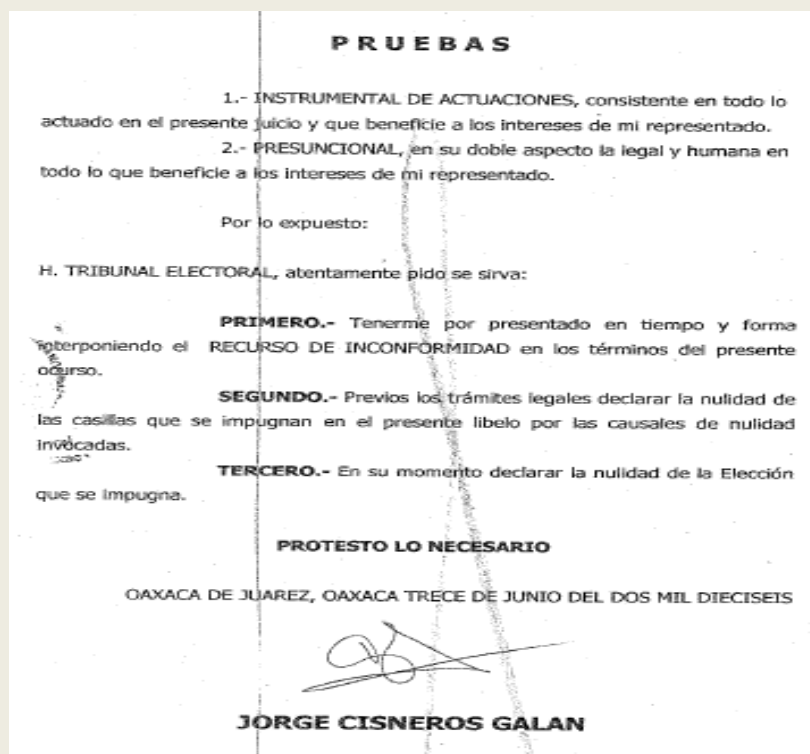 PRUEBAS
1.- INSTRUMENTAL DE ACTUACIONES, consistente en todo lo
actuado en el presente juicio y que beneficie a los intereses de mi representado.
2.- PRESUNCIONAL, en su doble aspecto la legal y humana en
todo lo que beneficie a los intereses de mi representado.
Por lo expuesto:
H. TRIBUNAL ELECTORAL, atentamente pido se sirva:
PRIMERO.- Tenerme por presentado en tiempo y forma
interponiendo el RECURSO DE INCONFORMIDAD en los términos del presente
ocurso.
SEGUNDO.- Previos los trámites legales declarar la nulidad de
las casillas que se impugnan en el presente libelo por las causales de nulidad
invocadas.
TERCERO.- En su momento declarar la nulidad de la Elección
que se impugna.
PROTESTO LO NECESARIO
OAXACA DE JUAREZ, OAXACA TRECE DE JUNIO DEL DOS MIL DIECISEIS
JORGE CISNEROS GALAN